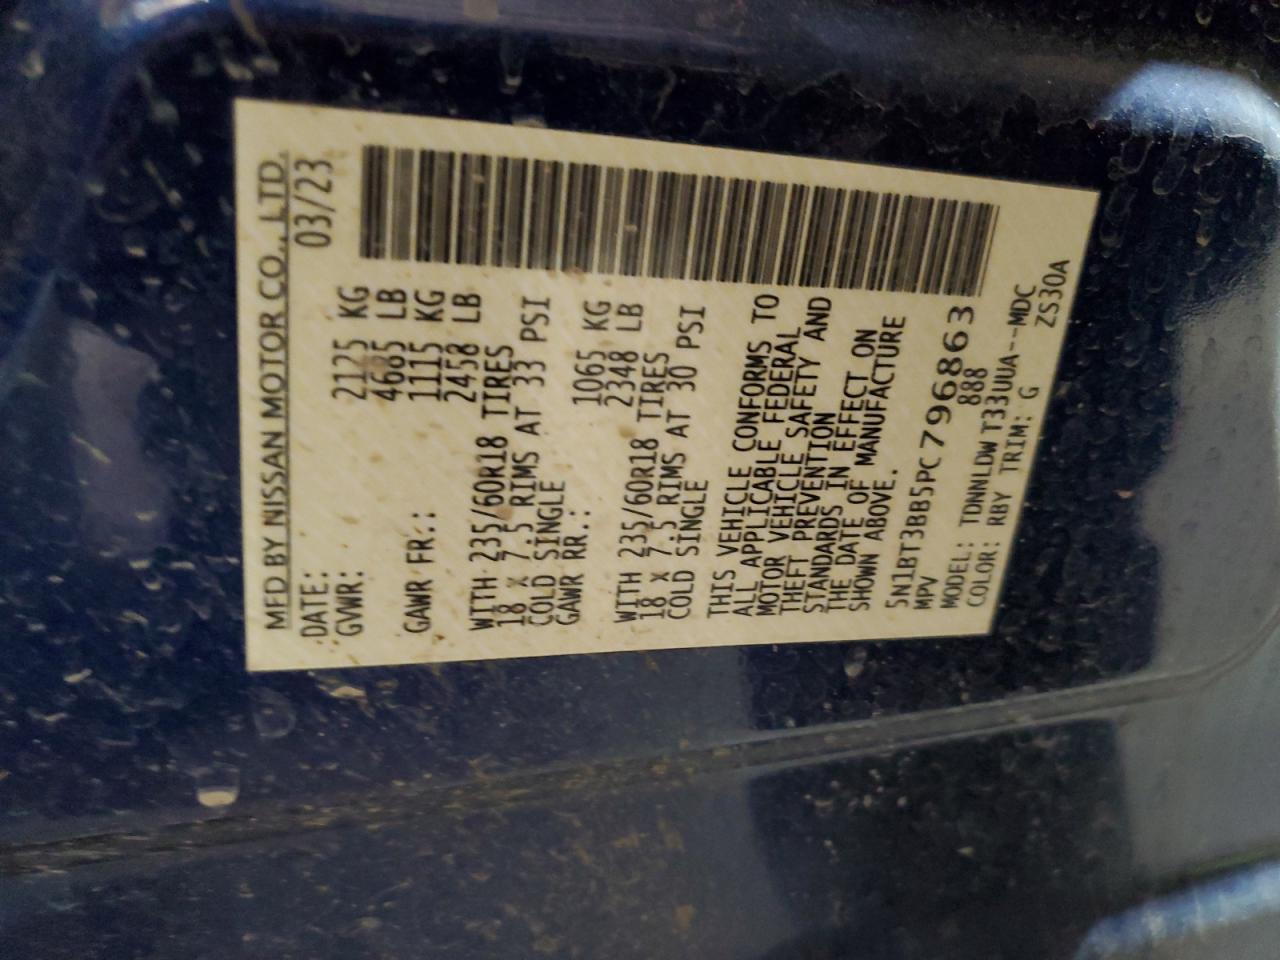 MFD BY NISSAN MOTOR CO., LTD.
DATE: 03/23
GVWR: 2125 KG
4685 LB
GAWR FR.: 1115 KG
2458 LB
WITH 235/60R18 TIRES
18 x 7.5 RIMS AT 33 PSI
COLD SINGLE
GAWR RR.: 1065 KG
2348 LB
WITH 235/60R18 TIRES
18 x 7.5 RIMS AT 30 PSI
COLD SINGLE
THIS VEHICLE CONFORMS TO
ALL APPLICABLE FEDERAL
MOTOR VEHICLE SAFETY AND
THEFT PREVENTION
STANDARDS IN EFFECT ON
THE DATE OF MANUFACTURE
SHOWN ABOVE.
5N1BT3BB5PC796863
MPV 888
MODEL: TDNNLDW T33UUA--MDC
COLOR: RBY TRIM: G ZS30A